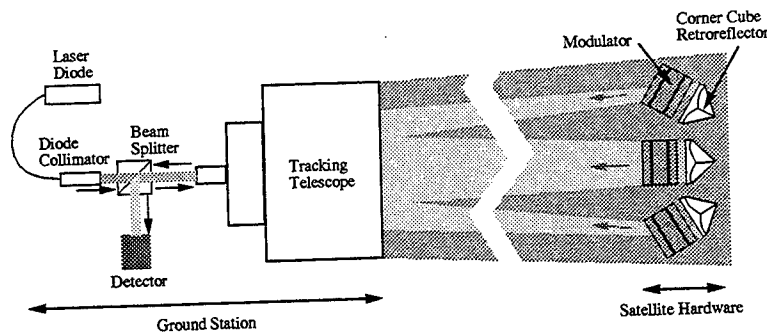 Laser
Diode
Diode
Collimator
Beam
Splitter
Detector
Tracking
Telescope
Ground Station
Modulator
Corner Cube
Retroreflector
Satellite Hardware